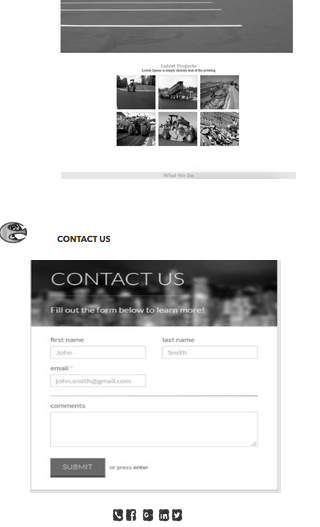 Latest Projects
Lorem Ipsum is simply dummy text of the printing
What We Do
CONTACT US
CONTACT US
Fill out the form below to learn more!
first name
last name
John
Smith
email *
john.smith@gmail.com
comments
SUBMIT or press enter